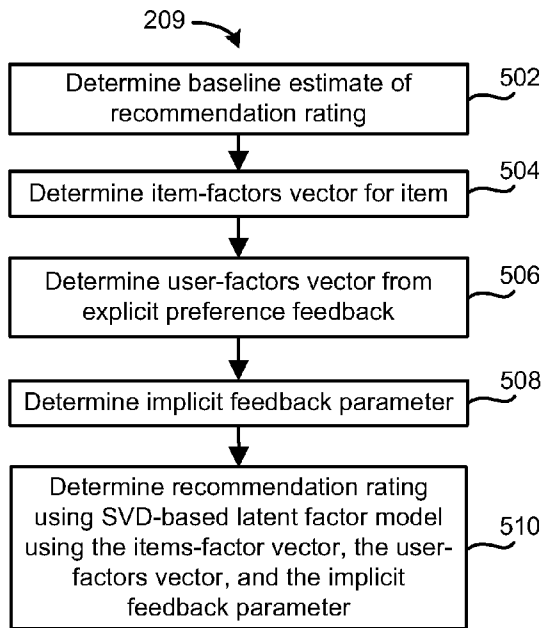 209
Determine baseline estimate of
recommendation rating
502
Determine item-factors vector for item
504
Determine user-factors vector from
explicit preference feedback
506
Determine implicit feedback parameter
508
Determine recommendation rating
using SVD-based latent factor model
using the items-factor vector, the user-
factors vector, and the implicit
feedback parameter
510